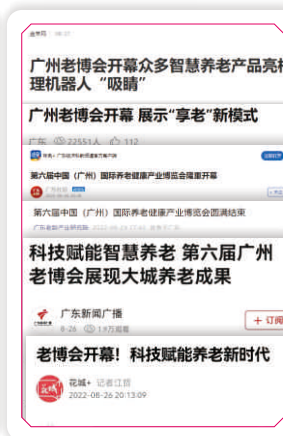 广州老博会开幕众多智慧养老产品亮相
理机器人“吸睛”
广州老博会开幕 展示“享老”新模式
广东 22551人 112
第六届中国（广州）国际养老健康产业博览会隆重开幕
第六届中国（广州）国际养老健康产业博览会圆满结束
科技赋能智慧养老 第六届广州
老博会展现大城养老成果
广东新闻广播
8-26 1.9万观看
+ 订阅
老博会开幕！科技赋能养老新时代
花城+ 记者江哲
2022-08-26 20:13:09